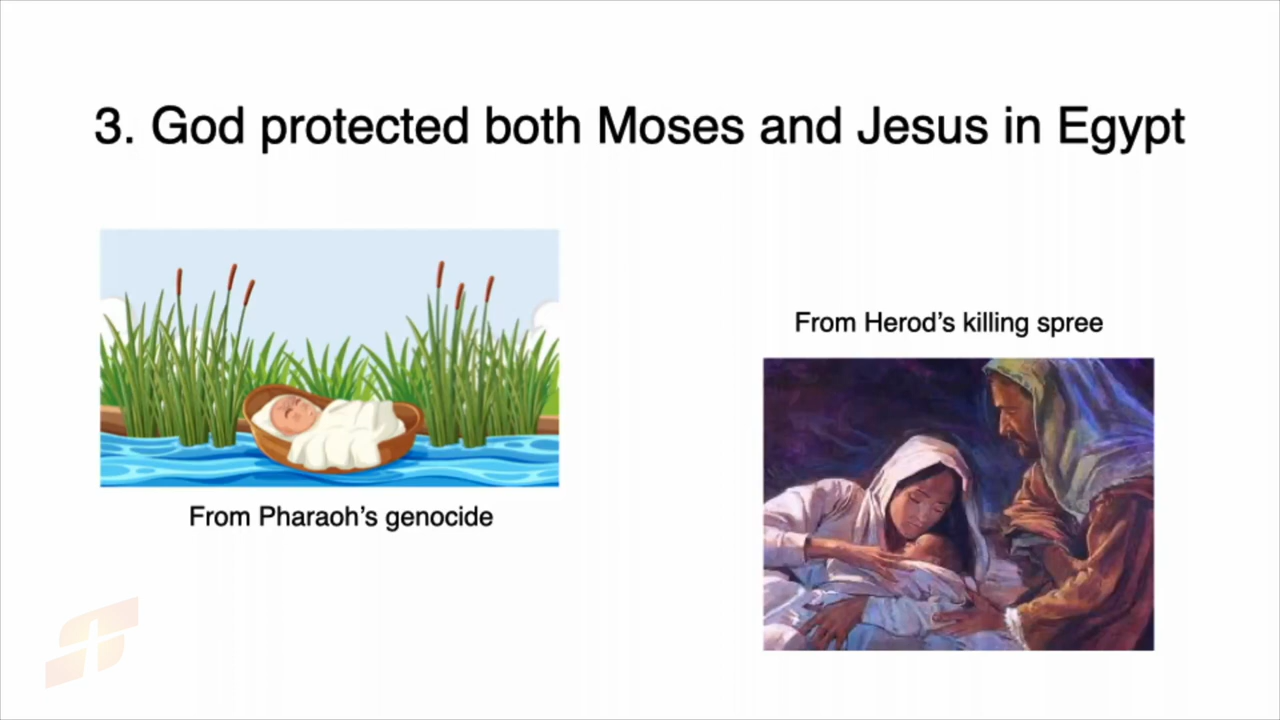 3. God protected both Moses and Jesus in Egypt
From Herod’s killing spree
From Pharaoh’s genocide